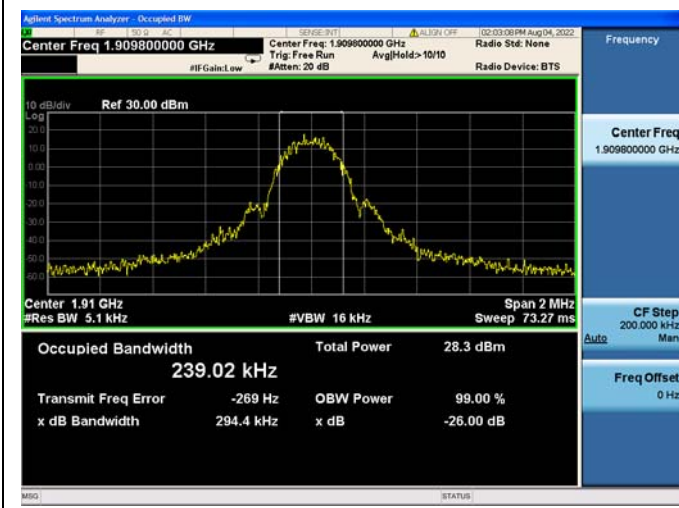 Agilent Spectrum Analyzer - Occupied BW
RF 50 Ω AC SENSE:INT ALIGN OFF 02:03:08 PM Aug 04, 2022
Center Freq 1.909800000 GHz Center Freq: 1.909800000 GHz Radio Std: None Frequency
Trig: Free Run Avg|Hold:> 10/10
#IFGain:Low #Atten: 20 dB Radio Device: BTS
10 dB/div Ref 30.00 dBm
Log
20.0
10.0
0.00
10.0
20.0
30.0
40.0
50.0
60.0
Center Freq
1.909800000 GHz
Center 1.91 GHz Span 2 MHz
#Res BW 5.1 kHz #VBW 16 kHz Sweep 73.27 ms
CF Step
200.000 kHz
Auto Man
Occupied Bandwidth Total Power 28.3 dBm
239.02 kHz
Transmit Freq Error -269 Hz OBW Power 99.00 %
x dB Bandwidth 294.4 kHz x dB -26.00 dB
Freq Offset
0 Hz
MSG STATUS